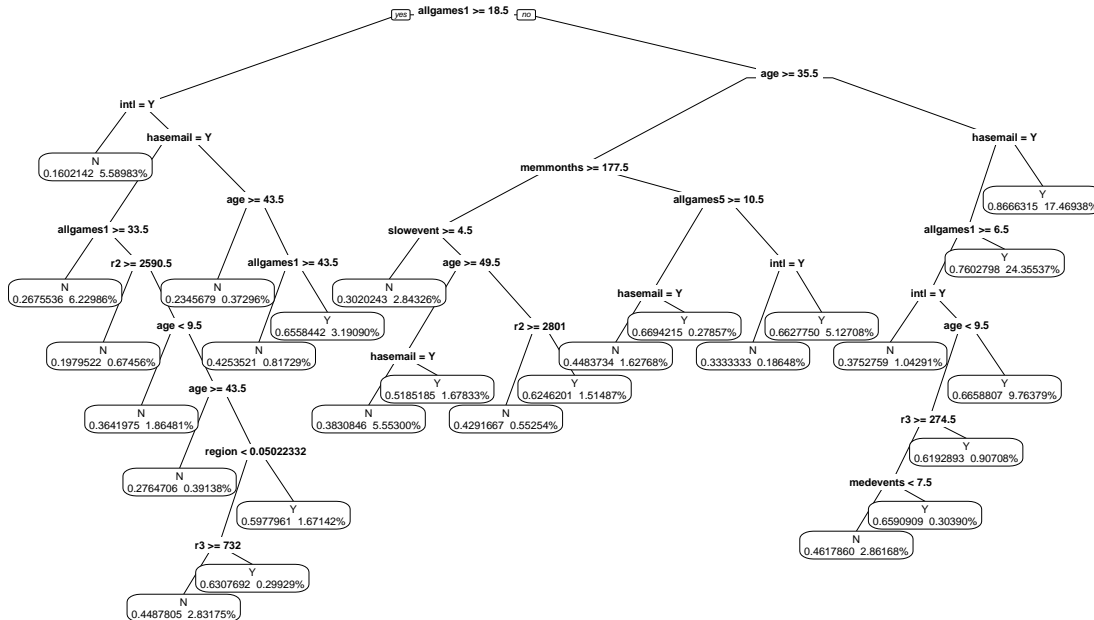 yes allgames1 >= 18.5 no
age >= 35.5
intl = Y
hasemail = Y
hasemail = Y
N
0.1602142 5.58983%
memmonths >= 177.5
age >= 43.5
allgames5 >= 10.5
Y
0.8666315 17.46938%
allgames1 >= 33.5
slowevent >= 4.5
allgames1 >= 6.5
r2 >= 2590.5
allgames1 >= 43.5
age >= 49.5
intl = Y
Y
0.7602798 24.35537%
N
0.2675536 6.22986%
N
0.2345679 0.37296%
N
0.3020243 2.84326%
hasemail = Y
intl = Y
Y
0.6558442 3.19090%
age < 9.5
r2 >= 2801
Y
0.6694215 0.27857%
Y
0.6627750 5.12708%
age < 9.5
N
0.1979522 0.67456%
N
0.4253521 0.81729%
hasemail = Y
N
0.4483734 1.62768%
N
0.3333333 0.18648%
N
0.3752759 1.04291%
age >= 43.5
Y
0.5185185 1.67833%
Y
0.6246201 1.51487%
Y
0.6658807 9.76379%
N
0.3641975 1.86481%
N
0.3830846 5.55300%
N
0.4291667 0.55254%
r3 >= 274.5
region < 0.05022332
Y
0.6192893 0.90708%
N
0.2764706 0.39138%
medevents < 7.5
Y
0.5977961 1.67142%
Y
0.6590909 0.30390%
r3 >= 732
N
0.4617860 2.86168%
Y
0.6307692 0.29929%
N
0.4487805 2.83175%